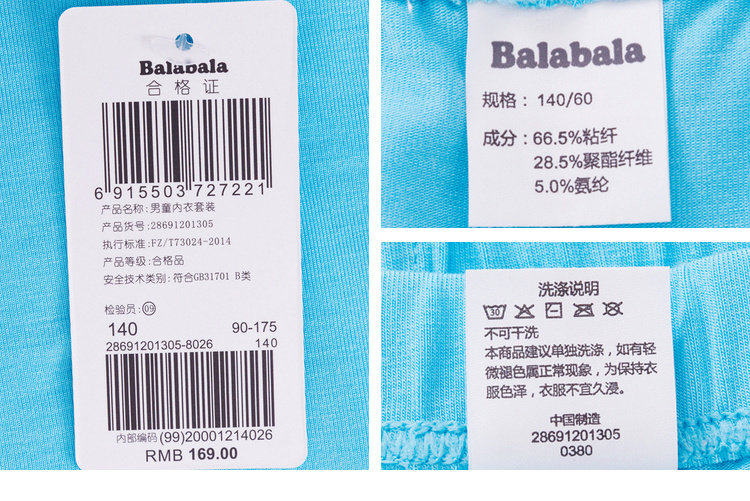 Balabala
合格证
6 915503 727221
产品名称: 男童内衣套装
产品货号: 28691201305
执行标准: FZ/T73024-2014
产品等级: 合格品
安全技术类别: 符合GB31701 B类
检验员: 09
140 90-175
28691201305-8026 140
内部编码 (99)20001214026
RMB 169.00
Balabala
规格: 140/60
成分: 66.5%粘纤
28.5%聚酯纤维
5.0%氨纶
洗涤说明
30
不可干洗
本商品建议单独洗涤，如有轻
微褪色属正常现象，为保持衣
服色泽，衣服不宜久浸。
中国制造
28691201305
0380